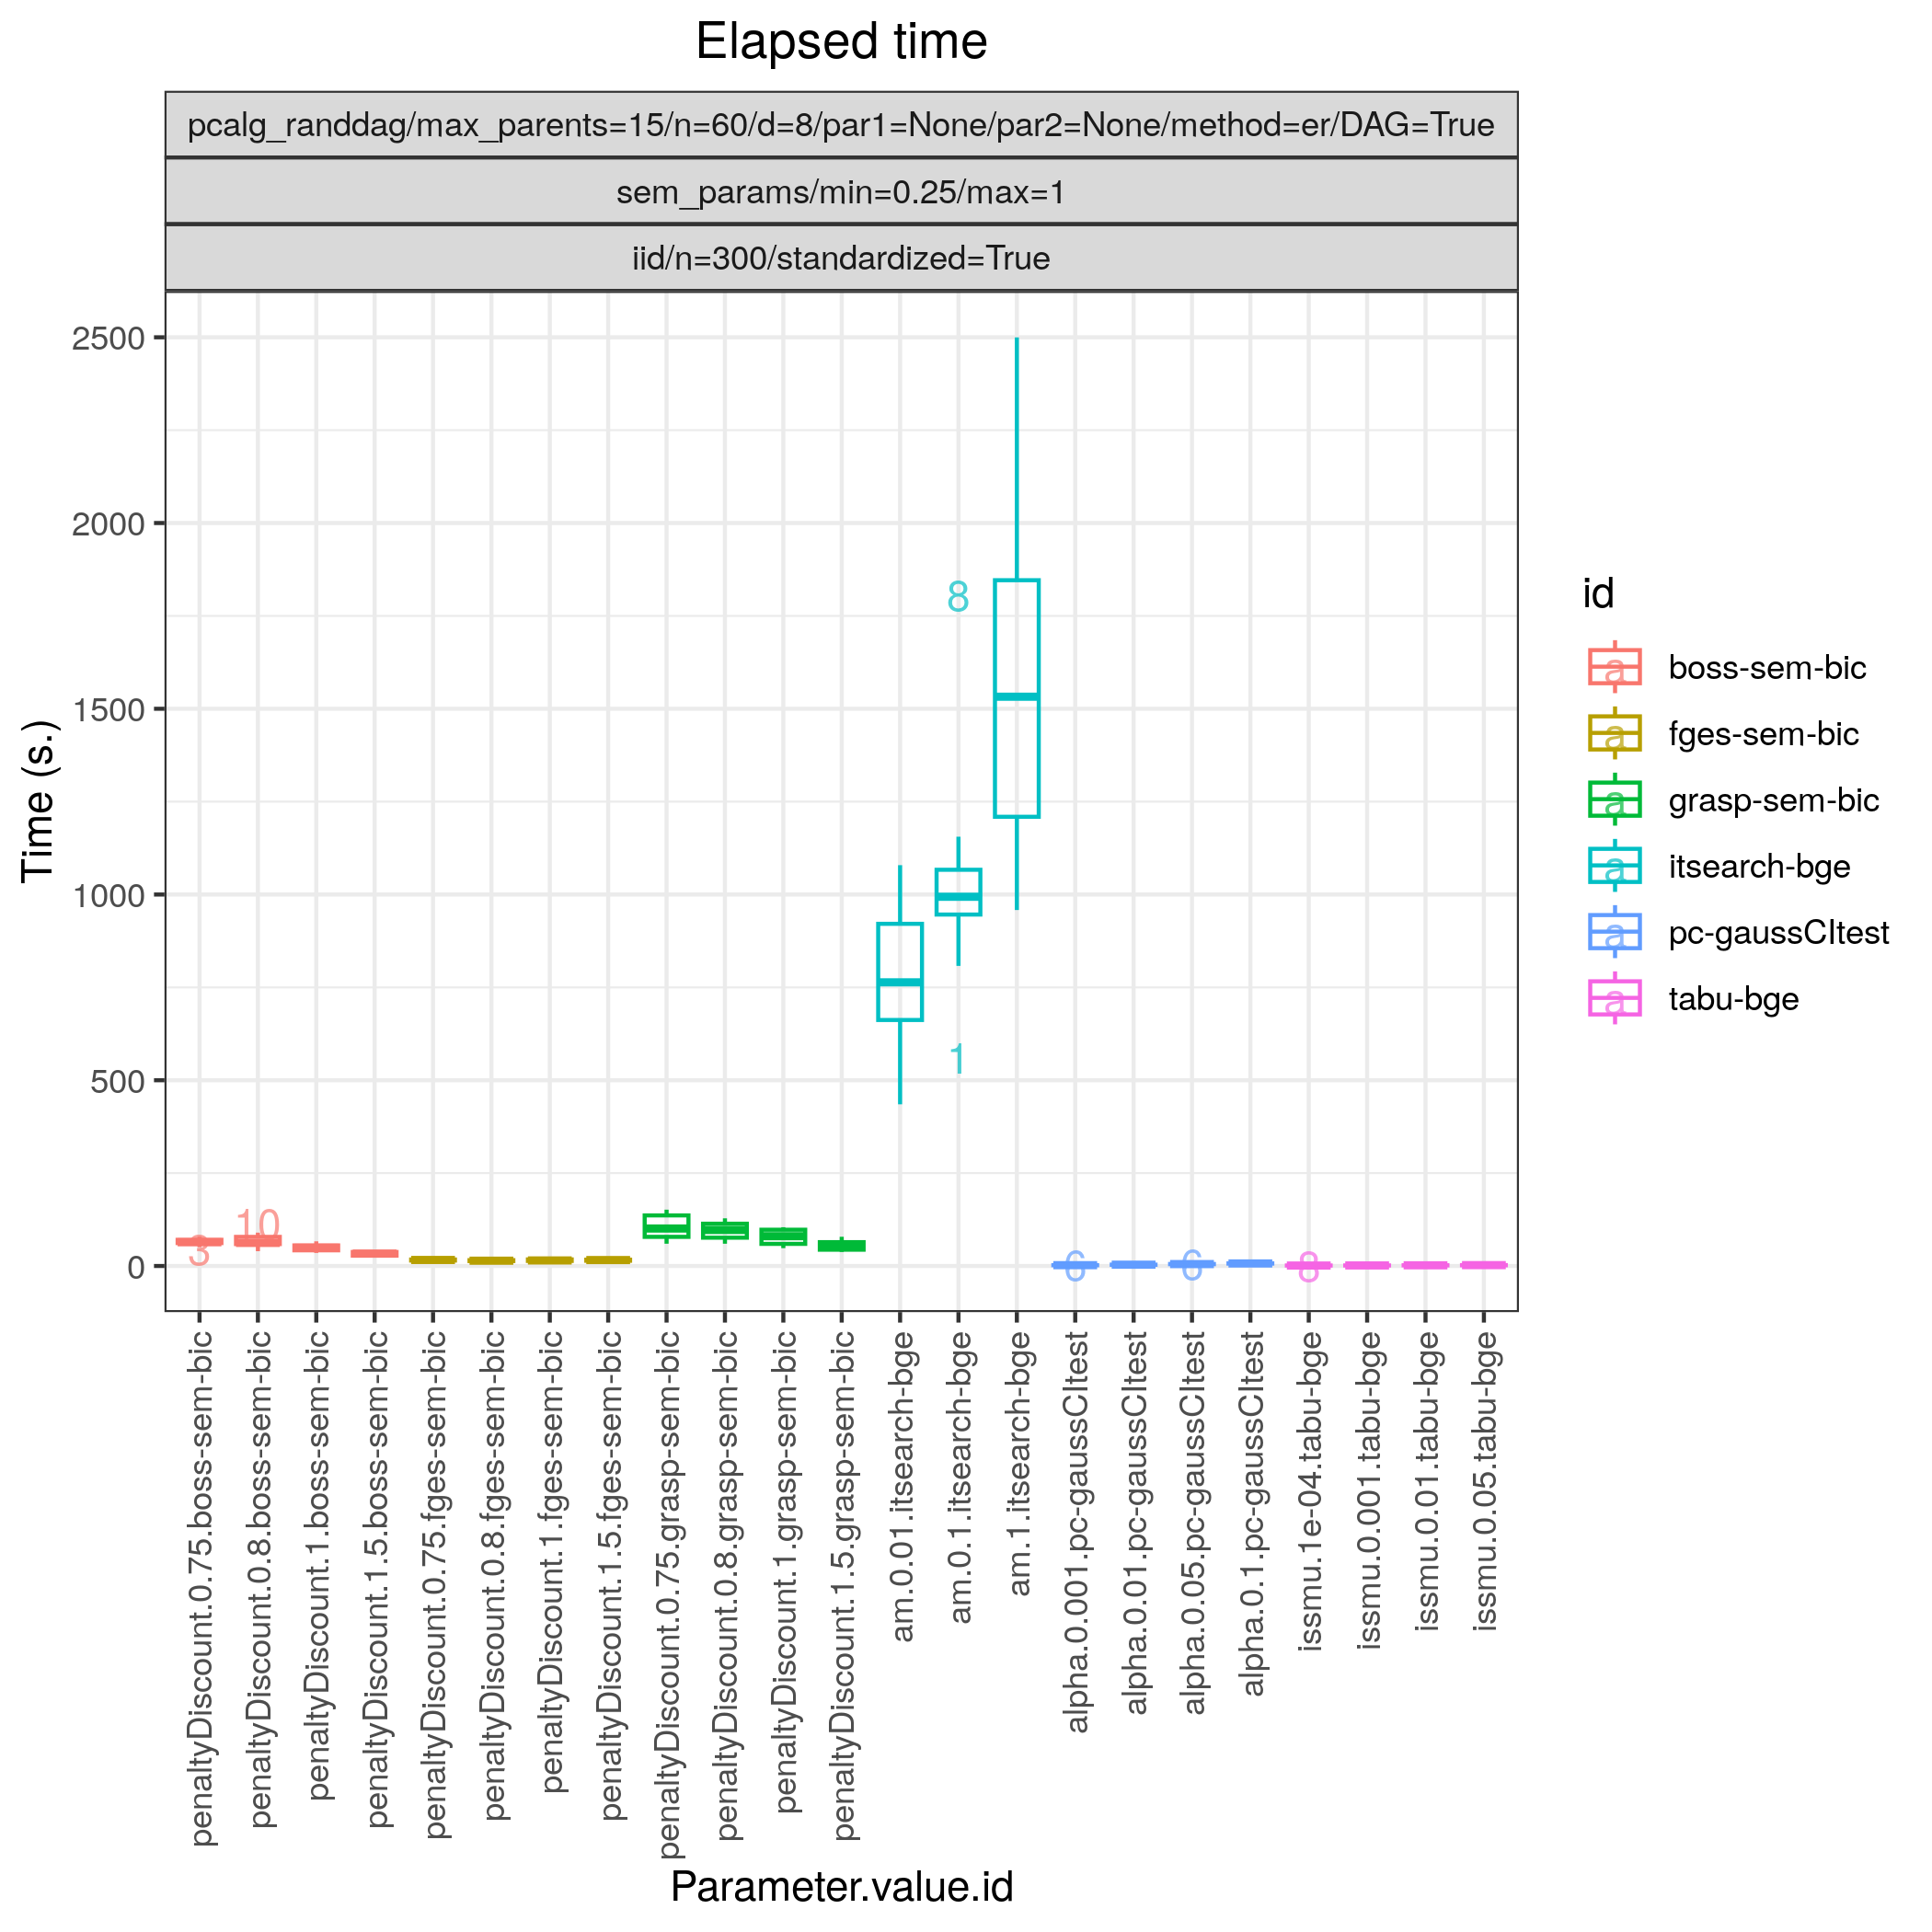 Elapsed time
pcalg_randdag/max_parents=15/n=60/d=8/par1=None/par2=None/method=er/DAG=True
sem_params/min=0.25/max=1
iid/n=300/standardized=True
Time (s.)
2500
2000
1500
1000
500
0
8
1
10
3
6
6
8
penaltyDiscount.0.75.boss-sem-bic
penaltyDiscount.0.8.boss-sem-bic
penaltyDiscount.1.boss-sem-bic
penaltyDiscount.1.5.boss-sem-bic
penaltyDiscount.0.75.fges-sem-bic
penaltyDiscount.0.8.fges-sem-bic
penaltyDiscount.1.fges-sem-bic
penaltyDiscount.1.5.fges-sem-bic
penaltyDiscount.0.75.grasp-sem-bic
penaltyDiscount.0.8.grasp-sem-bic
penaltyDiscount.1.grasp-sem-bic
penaltyDiscount.1.5.grasp-sem-bic
am.0.01.itsearch-bge
am.0.1.itsearch-bge
am.1.itsearch-bge
alpha.0.001.pc-gaussCItest
alpha.0.01.pc-gaussCItest
alpha.0.05.pc-gaussCItest
alpha.0.1.pc-gaussCItest
issmu.1e-04.tabu-bge
issmu.0.001.tabu-bge
issmu.0.01.tabu-bge
issmu.0.05.tabu-bge
Parameter.value.id
id
a boss-sem-bic
a fges-sem-bic
a grasp-sem-bic
a itsearch-bge
a pc-gaussCItest
a tabu-bge